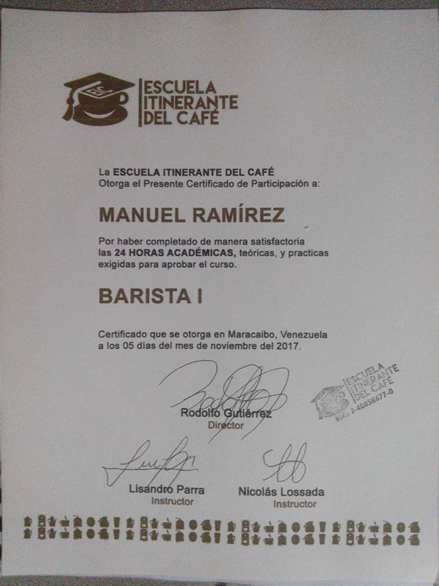 ESCUELA
ITINERANTE
DEL CAFÉ
La ESCUELA ITINERANTE DEL CAFÉ
Otorga el Presente Certificado de Participación a:
MANUEL RAMÍREZ
Por haber completado de manera satisfactoria
las 24 HORAS ACADÉMICAS, teóricas, y practicas
exigidas para aprobar el curso.
BARISTA I
Certificado que se otorga en Maracaibo, Venezuela
a los 05 días del mes de noviembre del 2017.
Rodolfo Gutiérrez
Director
ESCUELA
ITINERANTE
DEL CAFÉ
Lisandro Parra
Instructor
Nicolás Lossada
Instructor